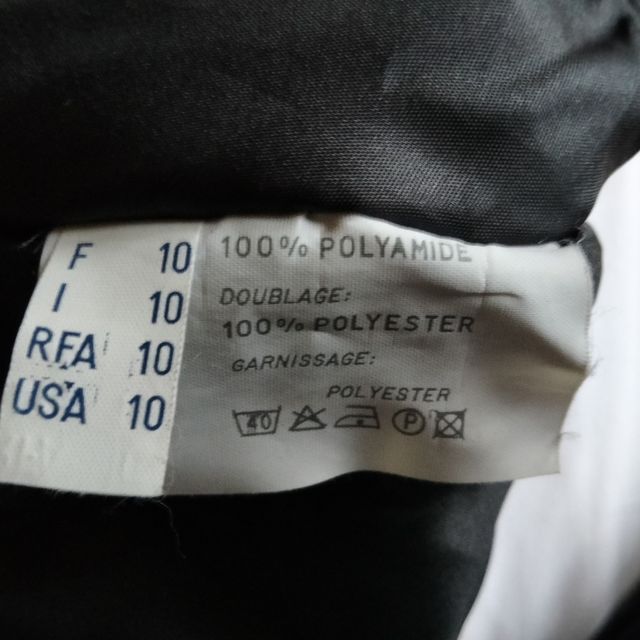 F 10
I 10
RFA 10
USA 10
100% POLYAMIDE
DOUBLAGE:
100% POLYESTER
GARNISSAGE:
POLYESTER
40 P